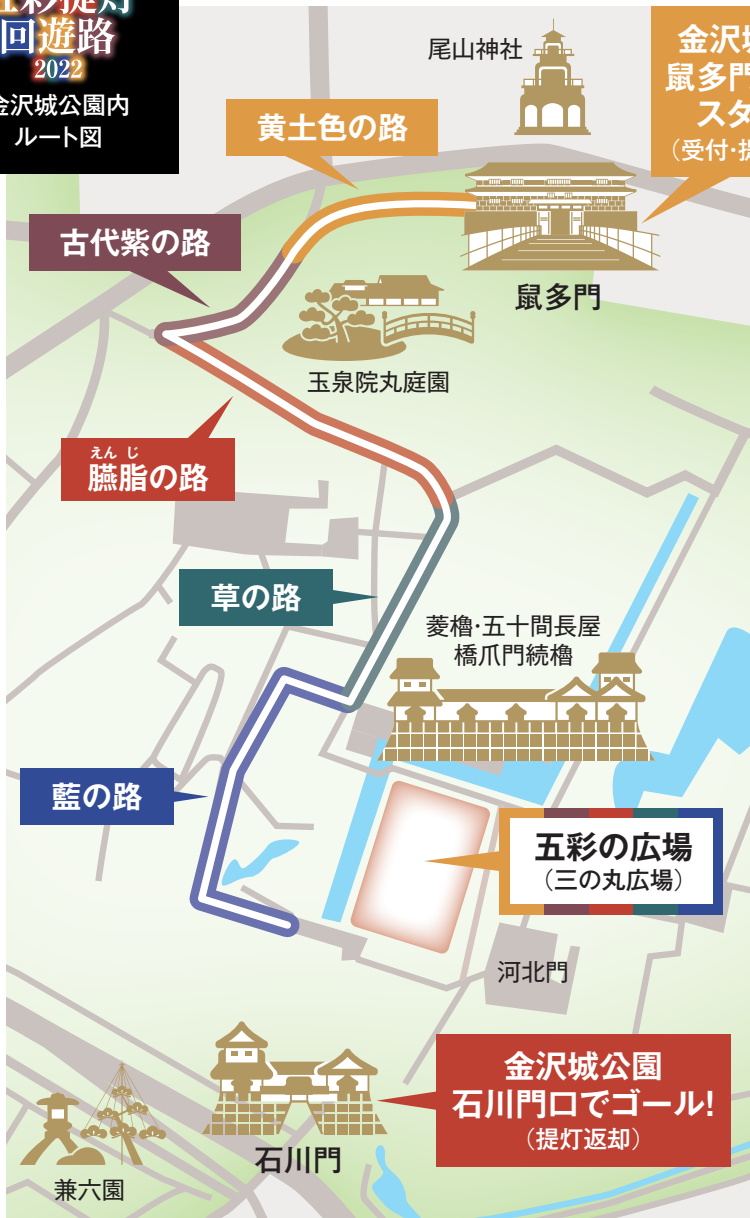 回遊路
2022
金沢城公園内
ルート図
尾山神社
黄土色の路
金沢城
鼠多門
スタ
（受付・提
古代紫の路
鼠多門
玉泉院丸庭園
えんじ
臙脂の路
草の路
菱櫓・五十間長屋
橋爪門続櫓
藍の路
五彩の広場
（三の丸広場）
河北門
金沢城公園
石川門口でゴール!
（提灯返却）
石川門
兼六園